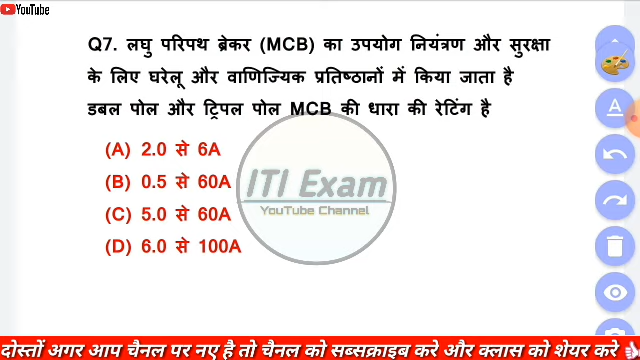 YouTube
Q7. लघु परिपथ ब्रेकर (MCB) का उपयोग नियंत्रण और सुरक्षा
के लिए घरेलू और वाणिज्यिक प्रतिष्ठानों में किया जाता है
डबल पोल और ट्रिपल पोल MCB की धारा की रेटिंग है
(A) 2.0 से 6A
(B) 0.5 से 60A
(C) 5.0 से 60A
(D) 6.0 से 100A
ITI Exam
YouTube Channel
दोस्तों अगर आप चैनल पर नए है तो चैनल को सब्सक्राइब करे और क्लास को शेयर करे